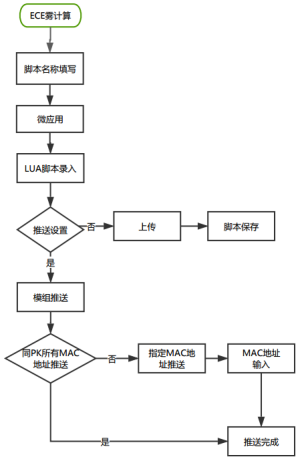 ECE雾计算
脚本名称填写
微应用
LUA脚本录入
推送设置
否
上传
脚本保存
是
模组推送
同PK所有MAC
地址推送
否
指定MAC地
址推送
MAC地址
输入
是
推送完成